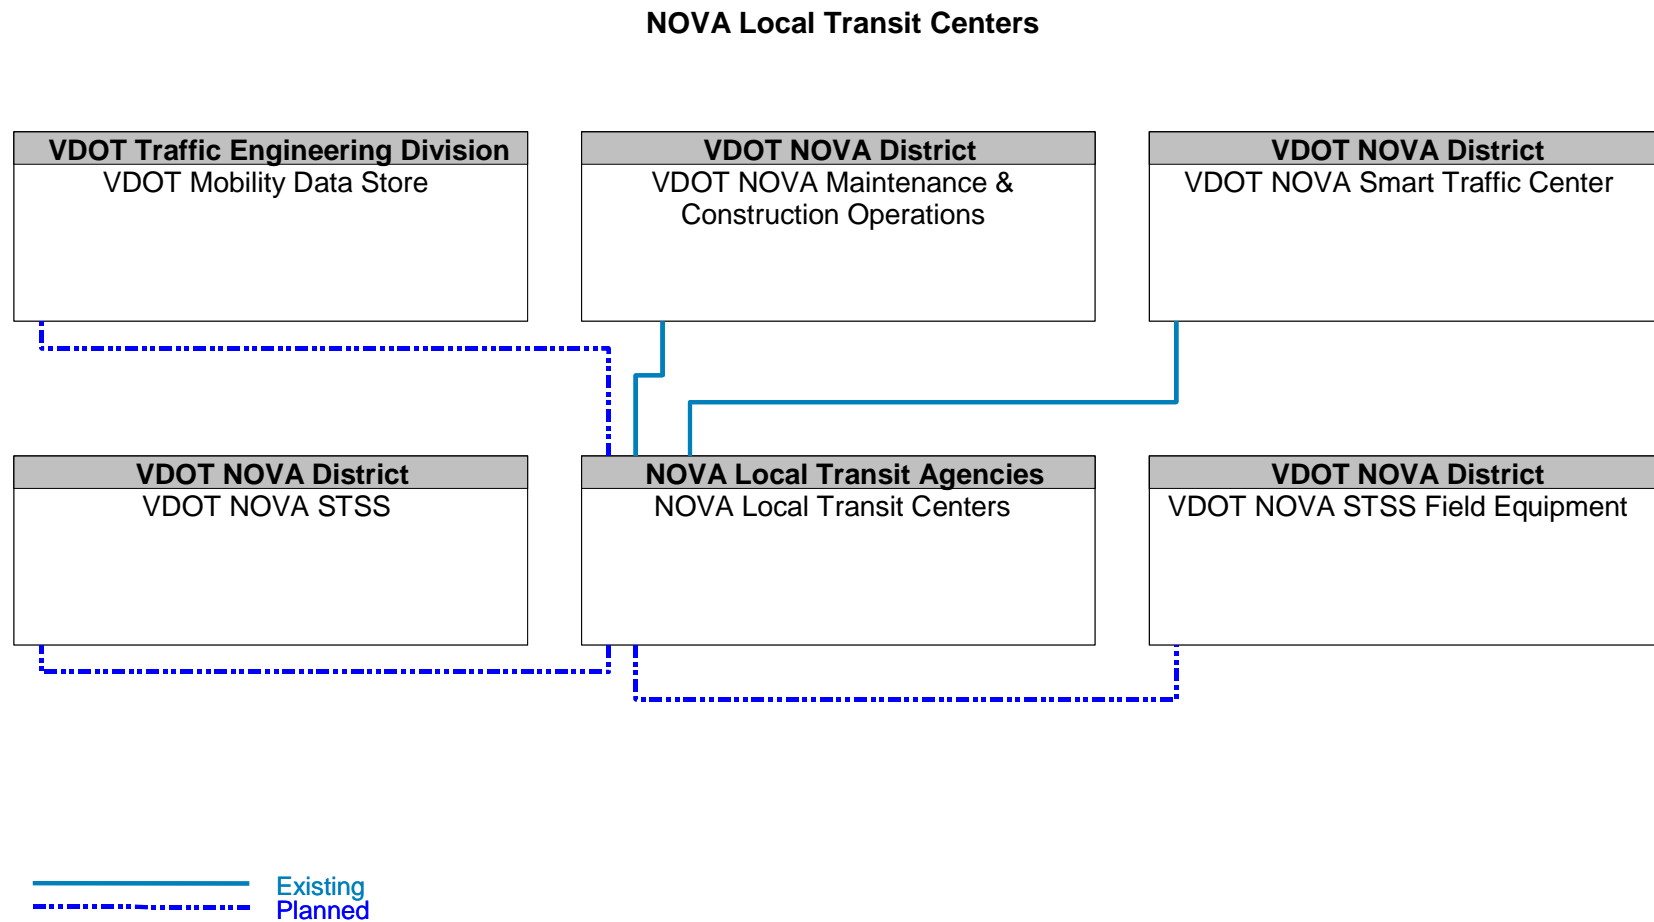 NOVA Local Transit Centers
VDOT Traffic Engineering Division
VDOT Mobility Data Store
VDOT NOVA District
VDOT NOVA Maintenance &
Construction Operations
VDOT NOVA District
VDOT NOVA Smart Traffic Center
VDOT NOVA District
VDOT NOVA STSS
NOVA Local Transit Agencies
NOVA Local Transit Centers
VDOT NOVA District
VDOT NOVA STSS Field Equipment
Existing
Planned